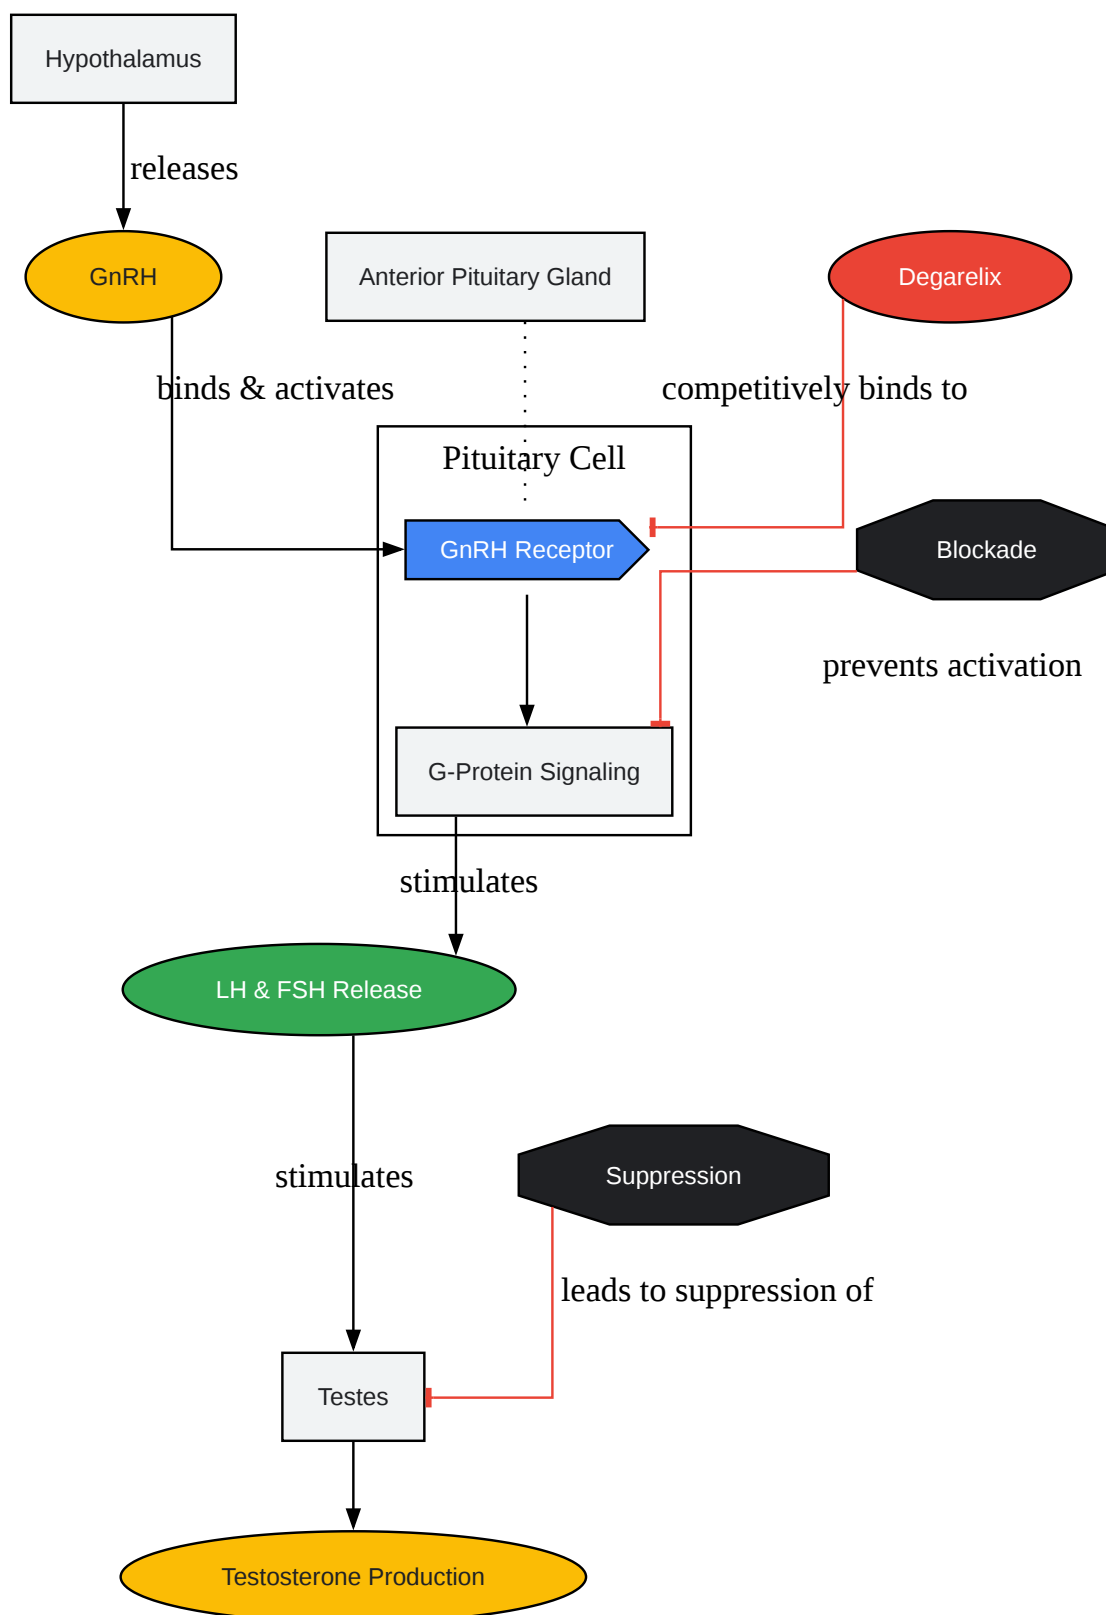 Hypothalamus
releases
GnRH
Anterior Pituitary Gland
Degarelix
binds & activates
competitively binds to
Pituitary Cell
GnRH Receptor
Blockade
prevents activation
G-Protein Signaling
stimulates
LH & FSH Release
stimulates
Suppression
leads to suppression of
Testes
Testosterone Production